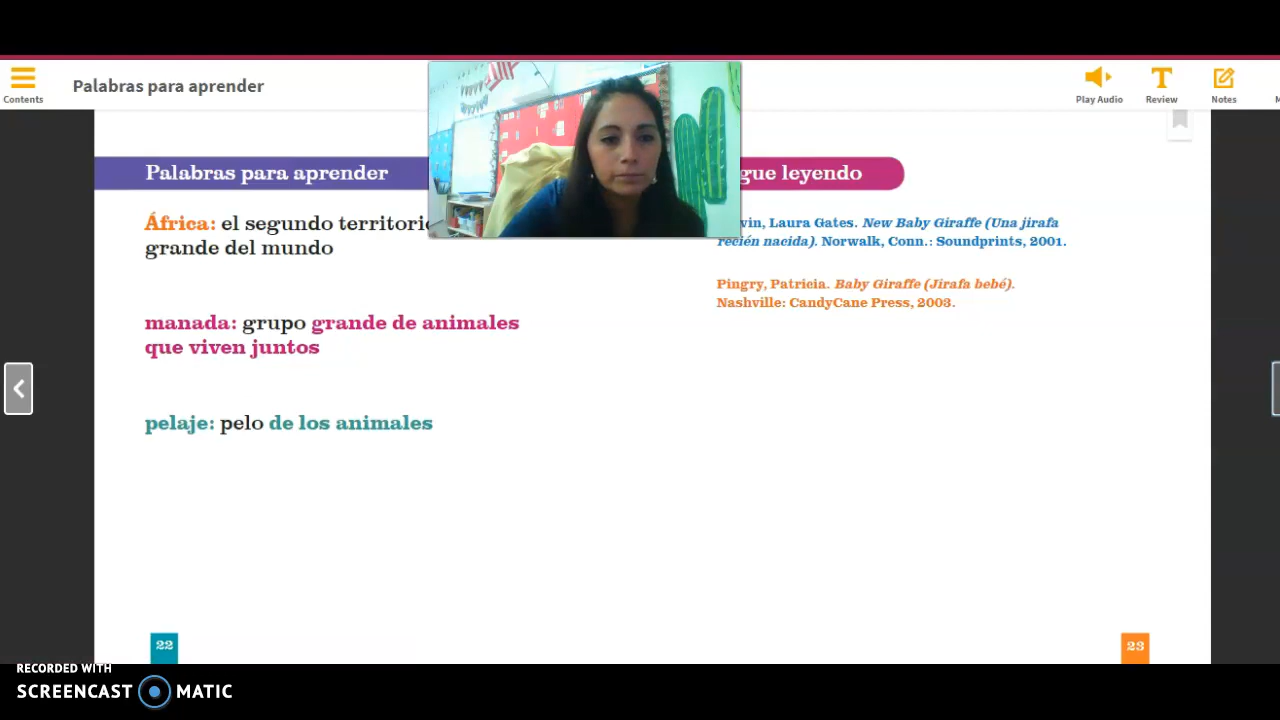 Contents
Palabras para aprender
Play Audio
Review
Notes
Palabras para aprender
África: el segundo territorio
grande del mundo
manada: grupo grande de animales
que viven juntos
pelaje: pelo de los animales
22
gue leyendo
vin, Laura Gates. New Baby Giraffe (Una jirafa
recién nacida). Norwalk, Conn.: Soundprints, 2001.
Pingry, Patricia. Baby Giraffe (Jirafa bebé).
Nashville: CandyCane Press, 2003.
23
RECORDED WITH
SCREENCAST MATIC